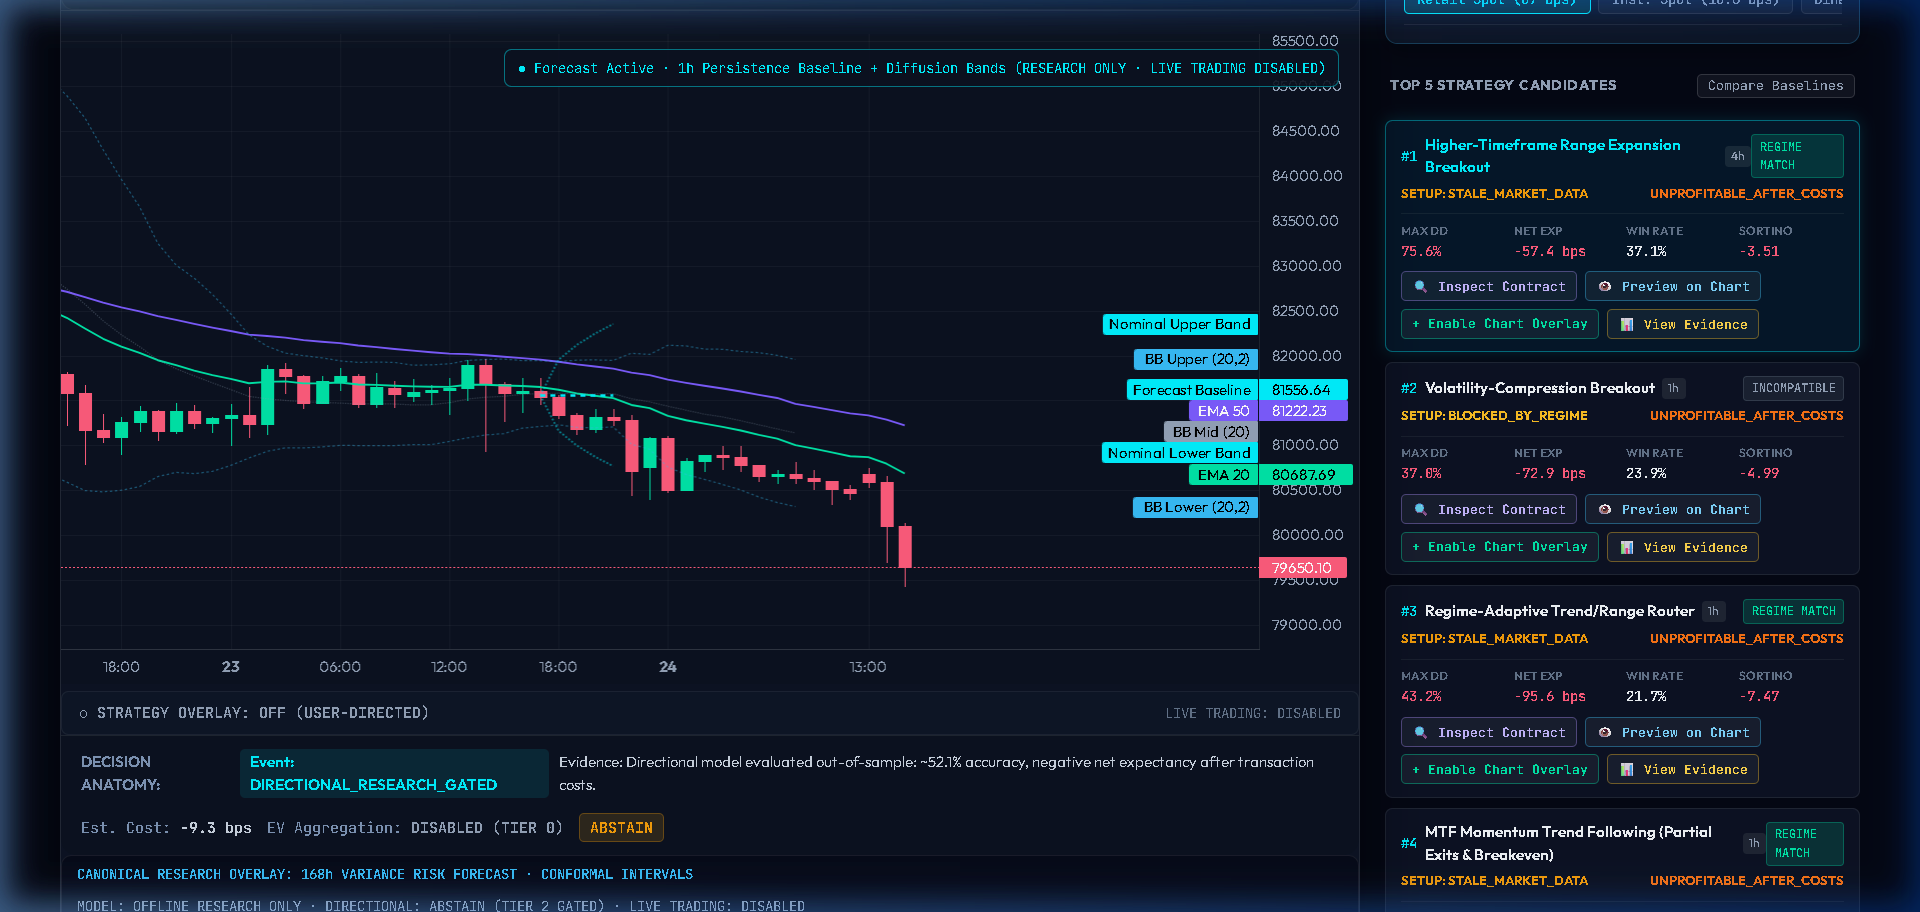 85500.00
● Forecast Active · 1h Persistence Baseline + Diffusion Bands (RESEARCH ONLY · LIVE TRADING DISABLED)
85000.00
84500.00
84000.00
83500.00
83000.00
82500.00
Nominal Upper Band
BB Upper (20,2)
82000.00
Forecast Baseline 81556.64
EMA 50 81222.23
BB Mid (20)
81000.00
Nominal Lower Band
EMA 20 80687.69
80500.00
BB Lower (20,2)
80000.00
79650.10
79500.00
79000.00
18:00 23 06:00 12:00 18:00 24 13:00
○ STRATEGY OVERLAY: OFF (USER-DIRECTED) LIVE TRADING: DISABLED
DECISION ANATOMY:
Event: DIRECTIONAL_RESEARCH_GATED
Evidence: Directional model evaluated out-of-sample: ~52.1% accuracy, negative net expectancy after transaction
costs.
Est. Cost: -9.3 bps EV Aggregation: DISABLED (TIER 0) ABSTAIN
CANONICAL RESEARCH OVERLAY: 168h VARIANCE RISK FORECAST · CONFORMAL INTERVALS
MODEL: OFFLINE RESEARCH ONLY · DIRECTIONAL: ABSTAIN (TIER 2 GATED) · LIVE TRADING: DISABLED
TOP 5 STRATEGY CANDIDATES Compare Baselines
#1 Higher-Timeframe Range Expansion Breakout 4h REGIME MATCH
SETUP: STALE_MARKET_DATA UNPROFITABLE_AFTER_COSTS
MAX DD NET EXP WIN RATE SORTINO
75.6% -57.4 bps 37.1% -3.51
Inspect Contract Preview on Chart
+ Enable Chart Overlay View Evidence
#2 Volatility-Compression Breakout 1h INCOMPATIBLE
SETUP: BLOCKED_BY_REGIME UNPROFITABLE_AFTER_COSTS
MAX DD NET EXP WIN RATE SORTINO
37.0% -72.9 bps 23.9% -4.99
Inspect Contract Preview on Chart
+ Enable Chart Overlay View Evidence
#3 Regime-Adaptive Trend/Range Router 1h REGIME MATCH
SETUP: STALE_MARKET_DATA UNPROFITABLE_AFTER_COSTS
MAX DD NET EXP WIN RATE SORTINO
43.2% -95.6 bps 21.7% -7.47
Inspect Contract Preview on Chart
+ Enable Chart Overlay View Evidence
#4 MTF Momentum Trend Following (Partial Exits & Breakeven) 1h REGIME MATCH
SETUP: STALE_MARKET_DATA UNPROFITABLE_AFTER_COSTS